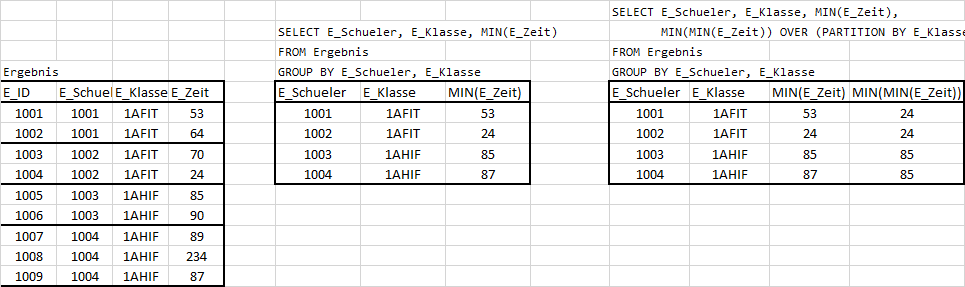 SELECT E_Schueler, E_Klasse, MIN(E_Zeit),
SELECT E_Schueler, E_Klasse, MIN(E_Zeit)
MIN(MIN(E_Zeit)) OVER (PARTITION BY E_Klasse
FROM Ergebnis
FROM Ergebnis
Ergebnis
GROUP BY E_Schueler, E_Klasse
GROUP BY E_Schueler, E_Klasse
E_ID E_Schuel E_Klasse E_Zeit
E_Schueler E_Klasse MIN(E_Zeit)
E_Schueler E_Klasse MIN(E_Zeit) MIN(MIN(E_Zeit))
1001 1001 1AFIT 53
1001 1AFIT 53
1001 1AFIT 53 24
1002 1001 1AFIT 64
1002 1AFIT 24
1002 1AFIT 24 24
1003 1002 1AFIT 70
1003 1AHIF 85
1003 1AHIF 85 85
1004 1002 1AFIT 24
1004 1AHIF 87
1004 1AHIF 87 85
1005 1003 1AHIF 85
1006 1003 1AHIF 90
1007 1004 1AHIF 89
1008 1004 1AHIF 234
1009 1004 1AHIF 87